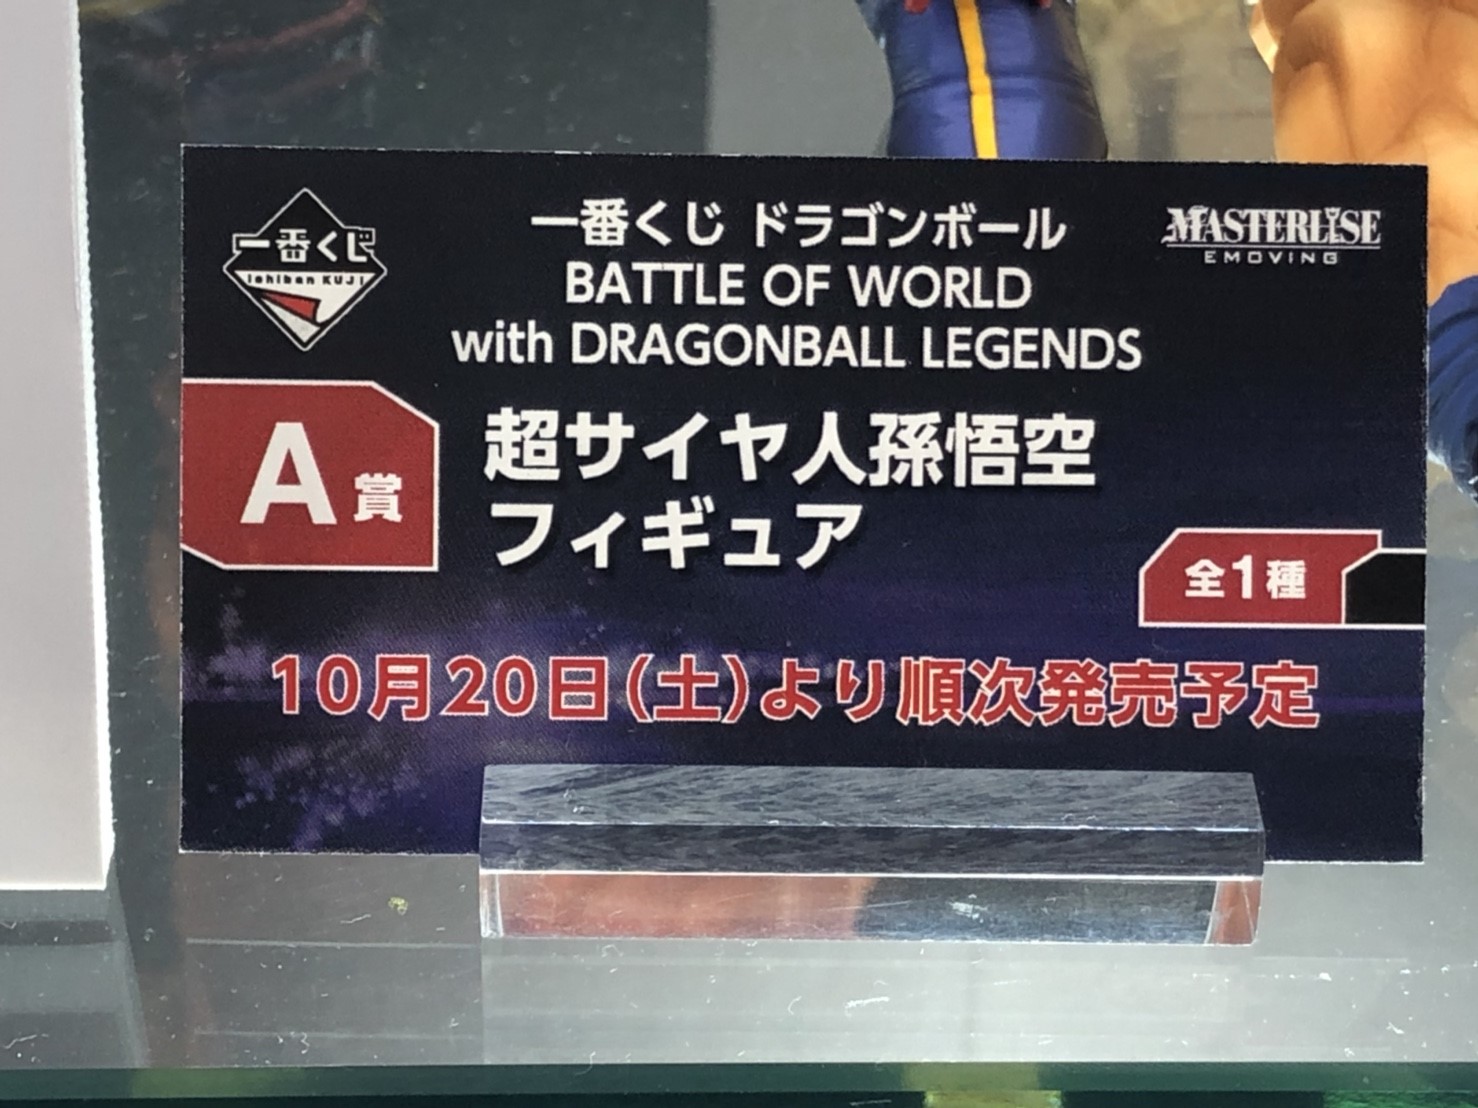 一番くじ
Ichiban KUJI
一番くじ ドラゴンボール
BATTLE OF WORLD
with DRAGONBALL LEGENDS
MASTERLISE
EMOVING
A賞
超サイヤ人孫悟空
フィギュア
全1種
10月20日(土)より順次発売予定